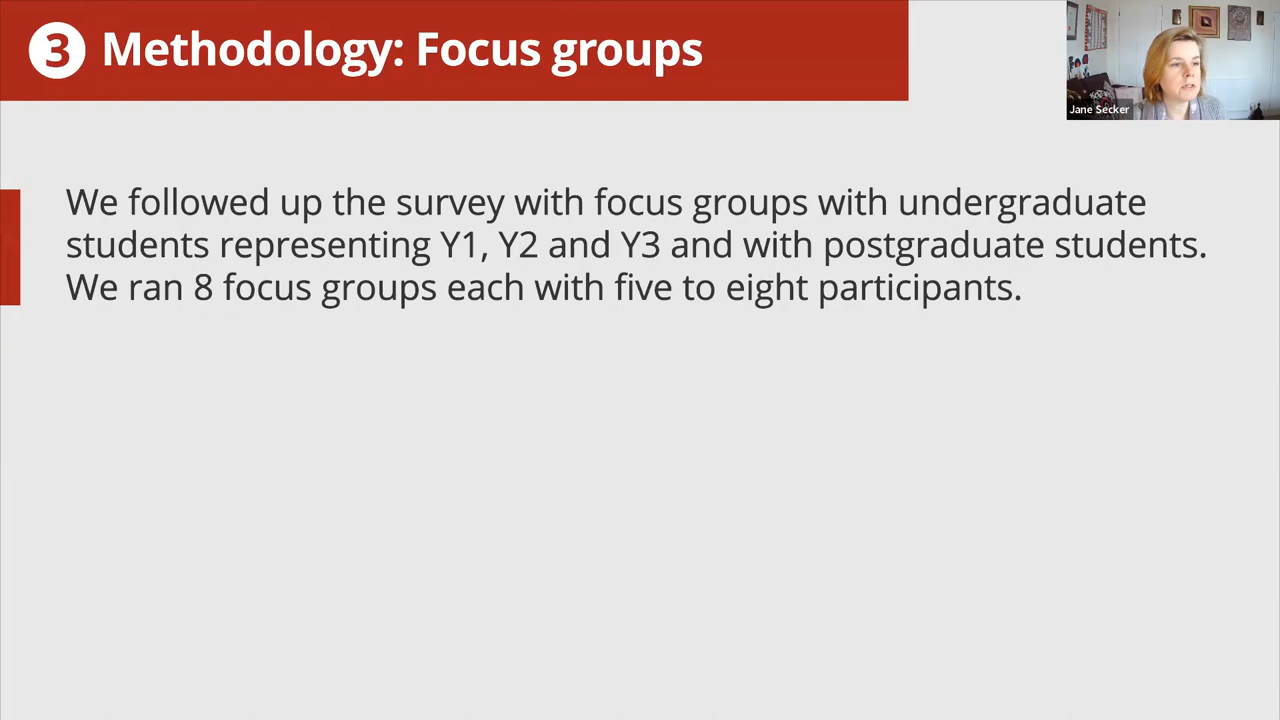 3 Methodology: Focus groups
Jane Secker
We followed up the survey with focus groups with undergraduate
students representing Y1, Y2 and Y3 and with postgraduate students.
We ran 8 focus groups each with five to eight participants.